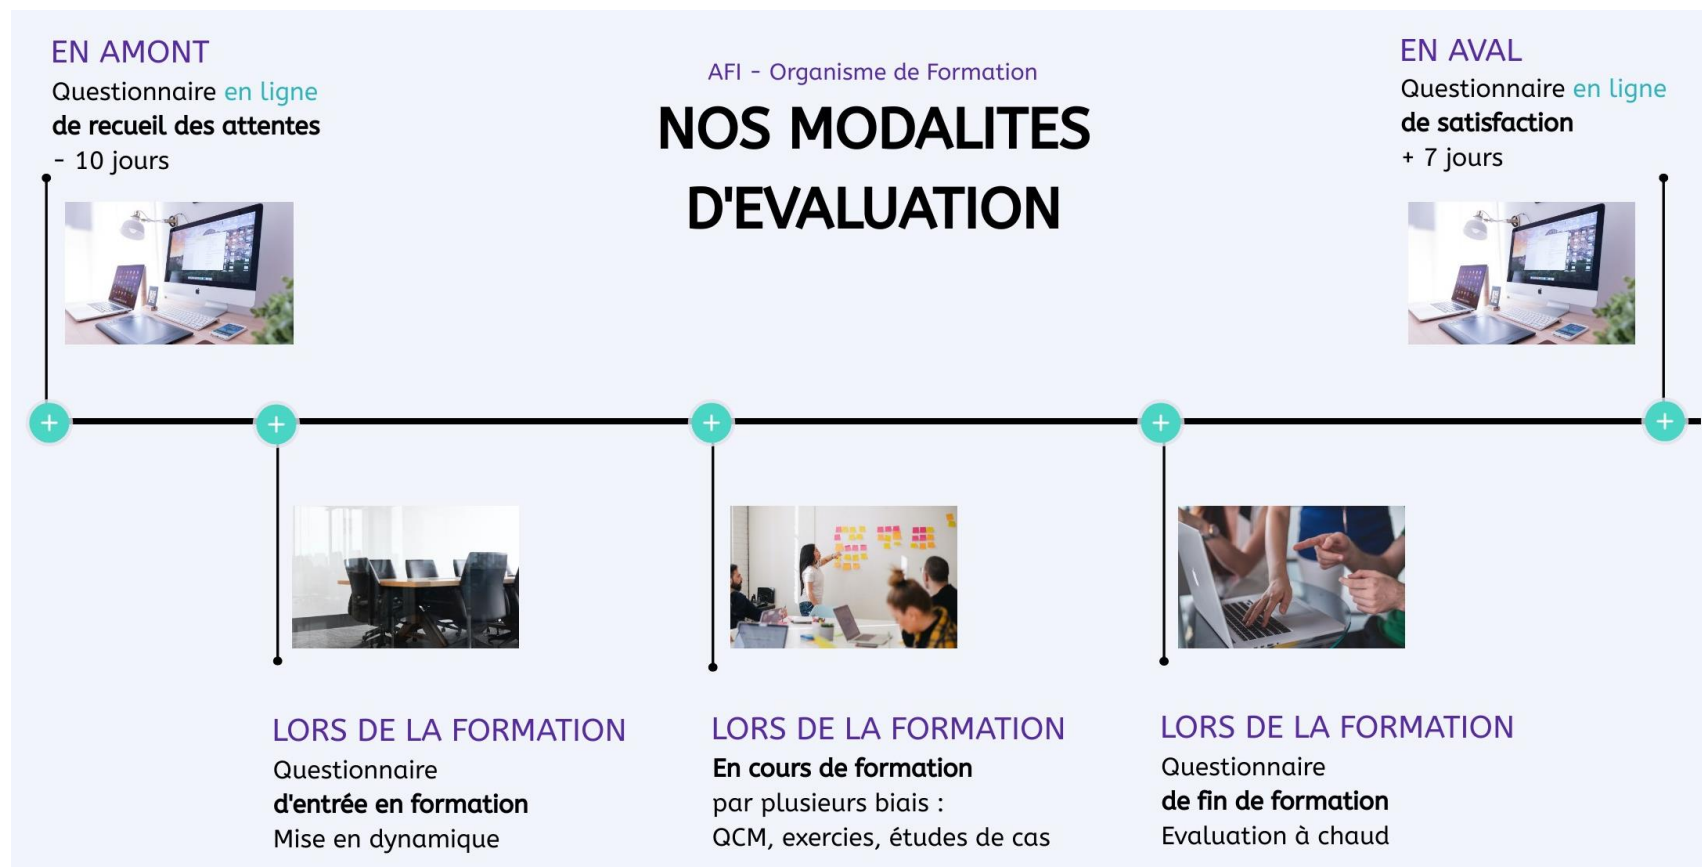 EN AMONT
Questionnaire en ligne
de recueil des attentes
- 10 jours
AFI - Organisme de Formation
NOS MODALITES
D'EVALUATION
EN AVAL
Questionnaire en ligne
de satisfaction
+ 7 jours
LORS DE LA FORMATION
Questionnaire
d'entrée en formation
Mise en dynamique
LORS DE LA FORMATION
En cours de formation
par plusieurs biais :
QCM, exercies, études de cas
LORS DE LA FORMATION
Questionnaire
de fin de formation
Evaluation à chaud